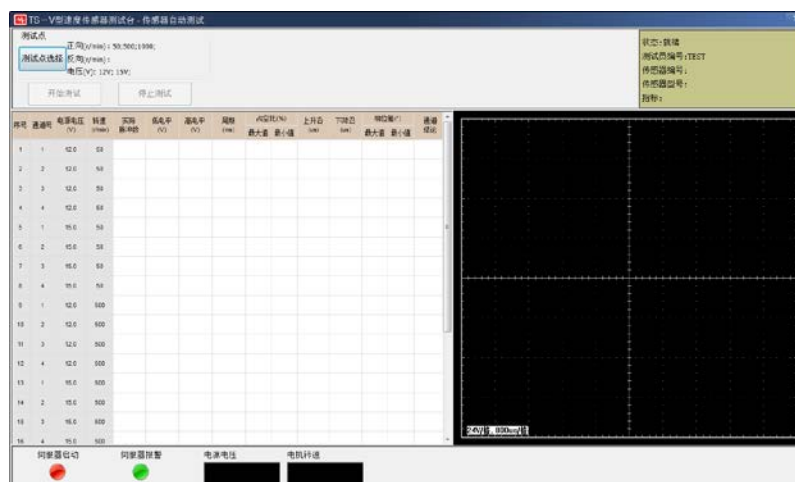 TS-V型速度传感器测试台-传感器自动测试
测试点
测试点选择
正向(r/min): 50;500;1000;
反向(r/min):
电压(V): 12V; 15V;
开始测试 停止测试
状态:就绪
测试员编号:TEST
传感器编号:
传感器型号:
指标:
序号 通道号 电源电压(V) 转速(r/min) 实际脉冲数 低电平(V) 高电平(V) 周期 占空比(%) 最大值 最小值 上升沿 下降沿 相位差(°) 最大值 最小值 通道结论
1 1 12.0 50
2 2 12.0 50
3 3 12.0 50
4 4 12.0 50
5 1 15.0 50
6 2 15.0 50
7 3 15.0 50
8 4 15.0 50
9 1 12.0 500
10 2 12.0 500
11 3 12.0 500
12 4 12.0 500
13 1 15.0 500
14 2 15.0 500
15 3 15.0 500
16 4 15.0 500
伺服器启动 伺服器报警 电源电压 电机转速